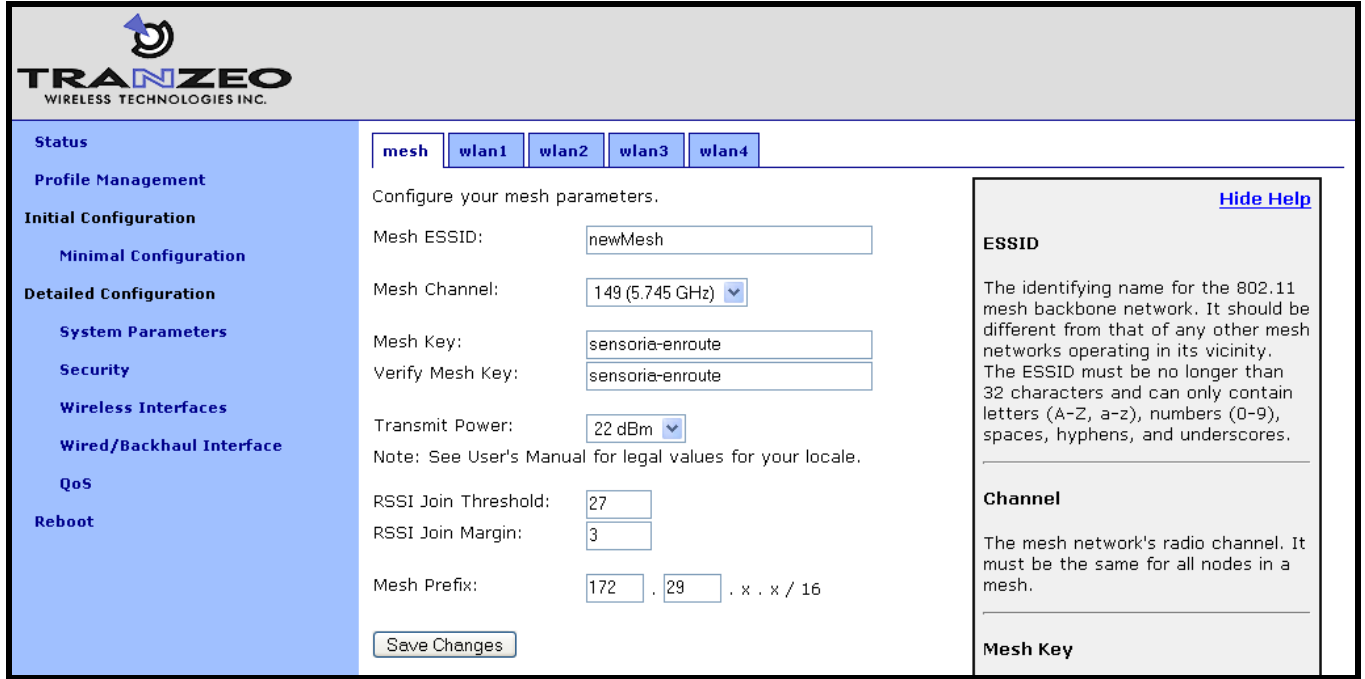 TRANZEO
WIRELESS TECHNOLOGIES INC.
Status
Profile Management
Initial Configuration
Minimal Configuration
Detailed Configuration
System Parameters
Security
Wireless Interfaces
Wired/Backhaul Interface
QoS
Reboot
mesh wlan1 wlan2 wlan3 wlan4
Configure your mesh parameters.
Mesh ESSID: newMesh
Mesh Channel: 149 (5.745 GHz)
Mesh Key: sensoria-enroute
Verify Mesh Key: sensoria-enroute
Transmit Power: 22 dBm
Note: See User's Manual for legal values for your locale.
RSSI Join Threshold: 27
RSSI Join Margin: 3
Mesh Prefix: 172 . 29 . x . x / 16
Save Changes
Hide Help
ESSID
The identifying name for the 802.11
mesh backbone network. It should be
different from that of any other mesh
networks operating in its vicinity.
The ESSID must be no longer than
32 characters and can only contain
letters (A-Z, a-z), numbers (0-9),
spaces, hyphens, and underscores.
Channel
The mesh network's radio channel. It
must be the same for all nodes in a
mesh.
Mesh Key